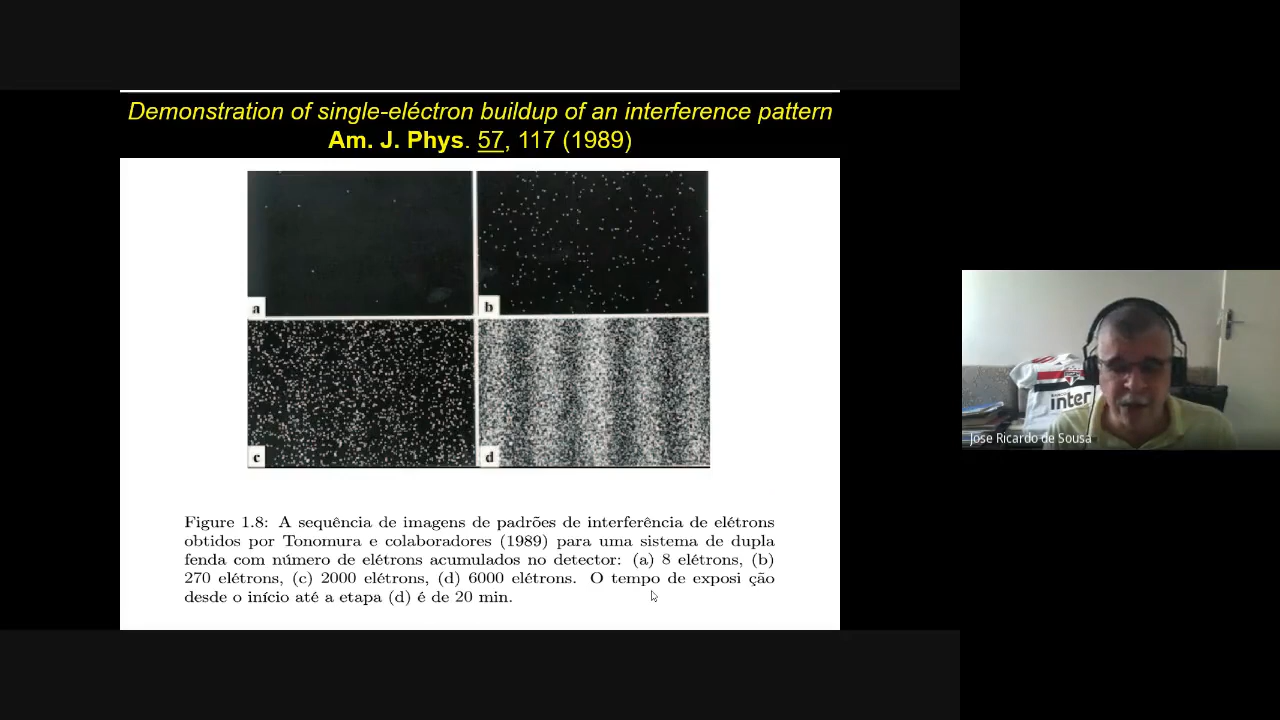 Demonstration of single-eléctron buildup of an interference pattern
Am. J. Phys. 57, 117 (1989)
a
b
c
d
Figure 1.8: A sequência de imagens de padrões de interferência de elétrons
obtidos por Tonomura e colaboradores (1989) para uma sistema de dupla
fenda com número de elétrons acumulados no detector: (a) 8 elétrons, (b)
270 elétrons, (c) 2000 elétrons, (d) 6000 elétrons. O tempo de exposi ção
desde o início até a etapa (d) é de 20 min.
inter
Jose Ricardo de Sousa